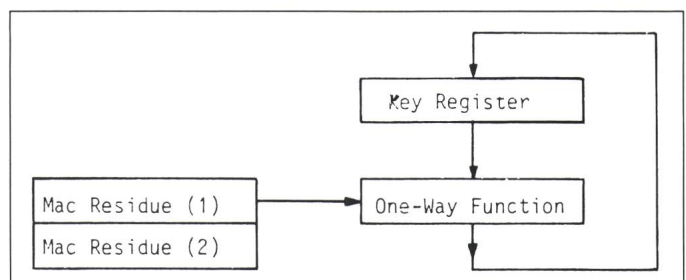 Key Register
One-Way Function
Mac Residue (1)
Mac Residue (2)